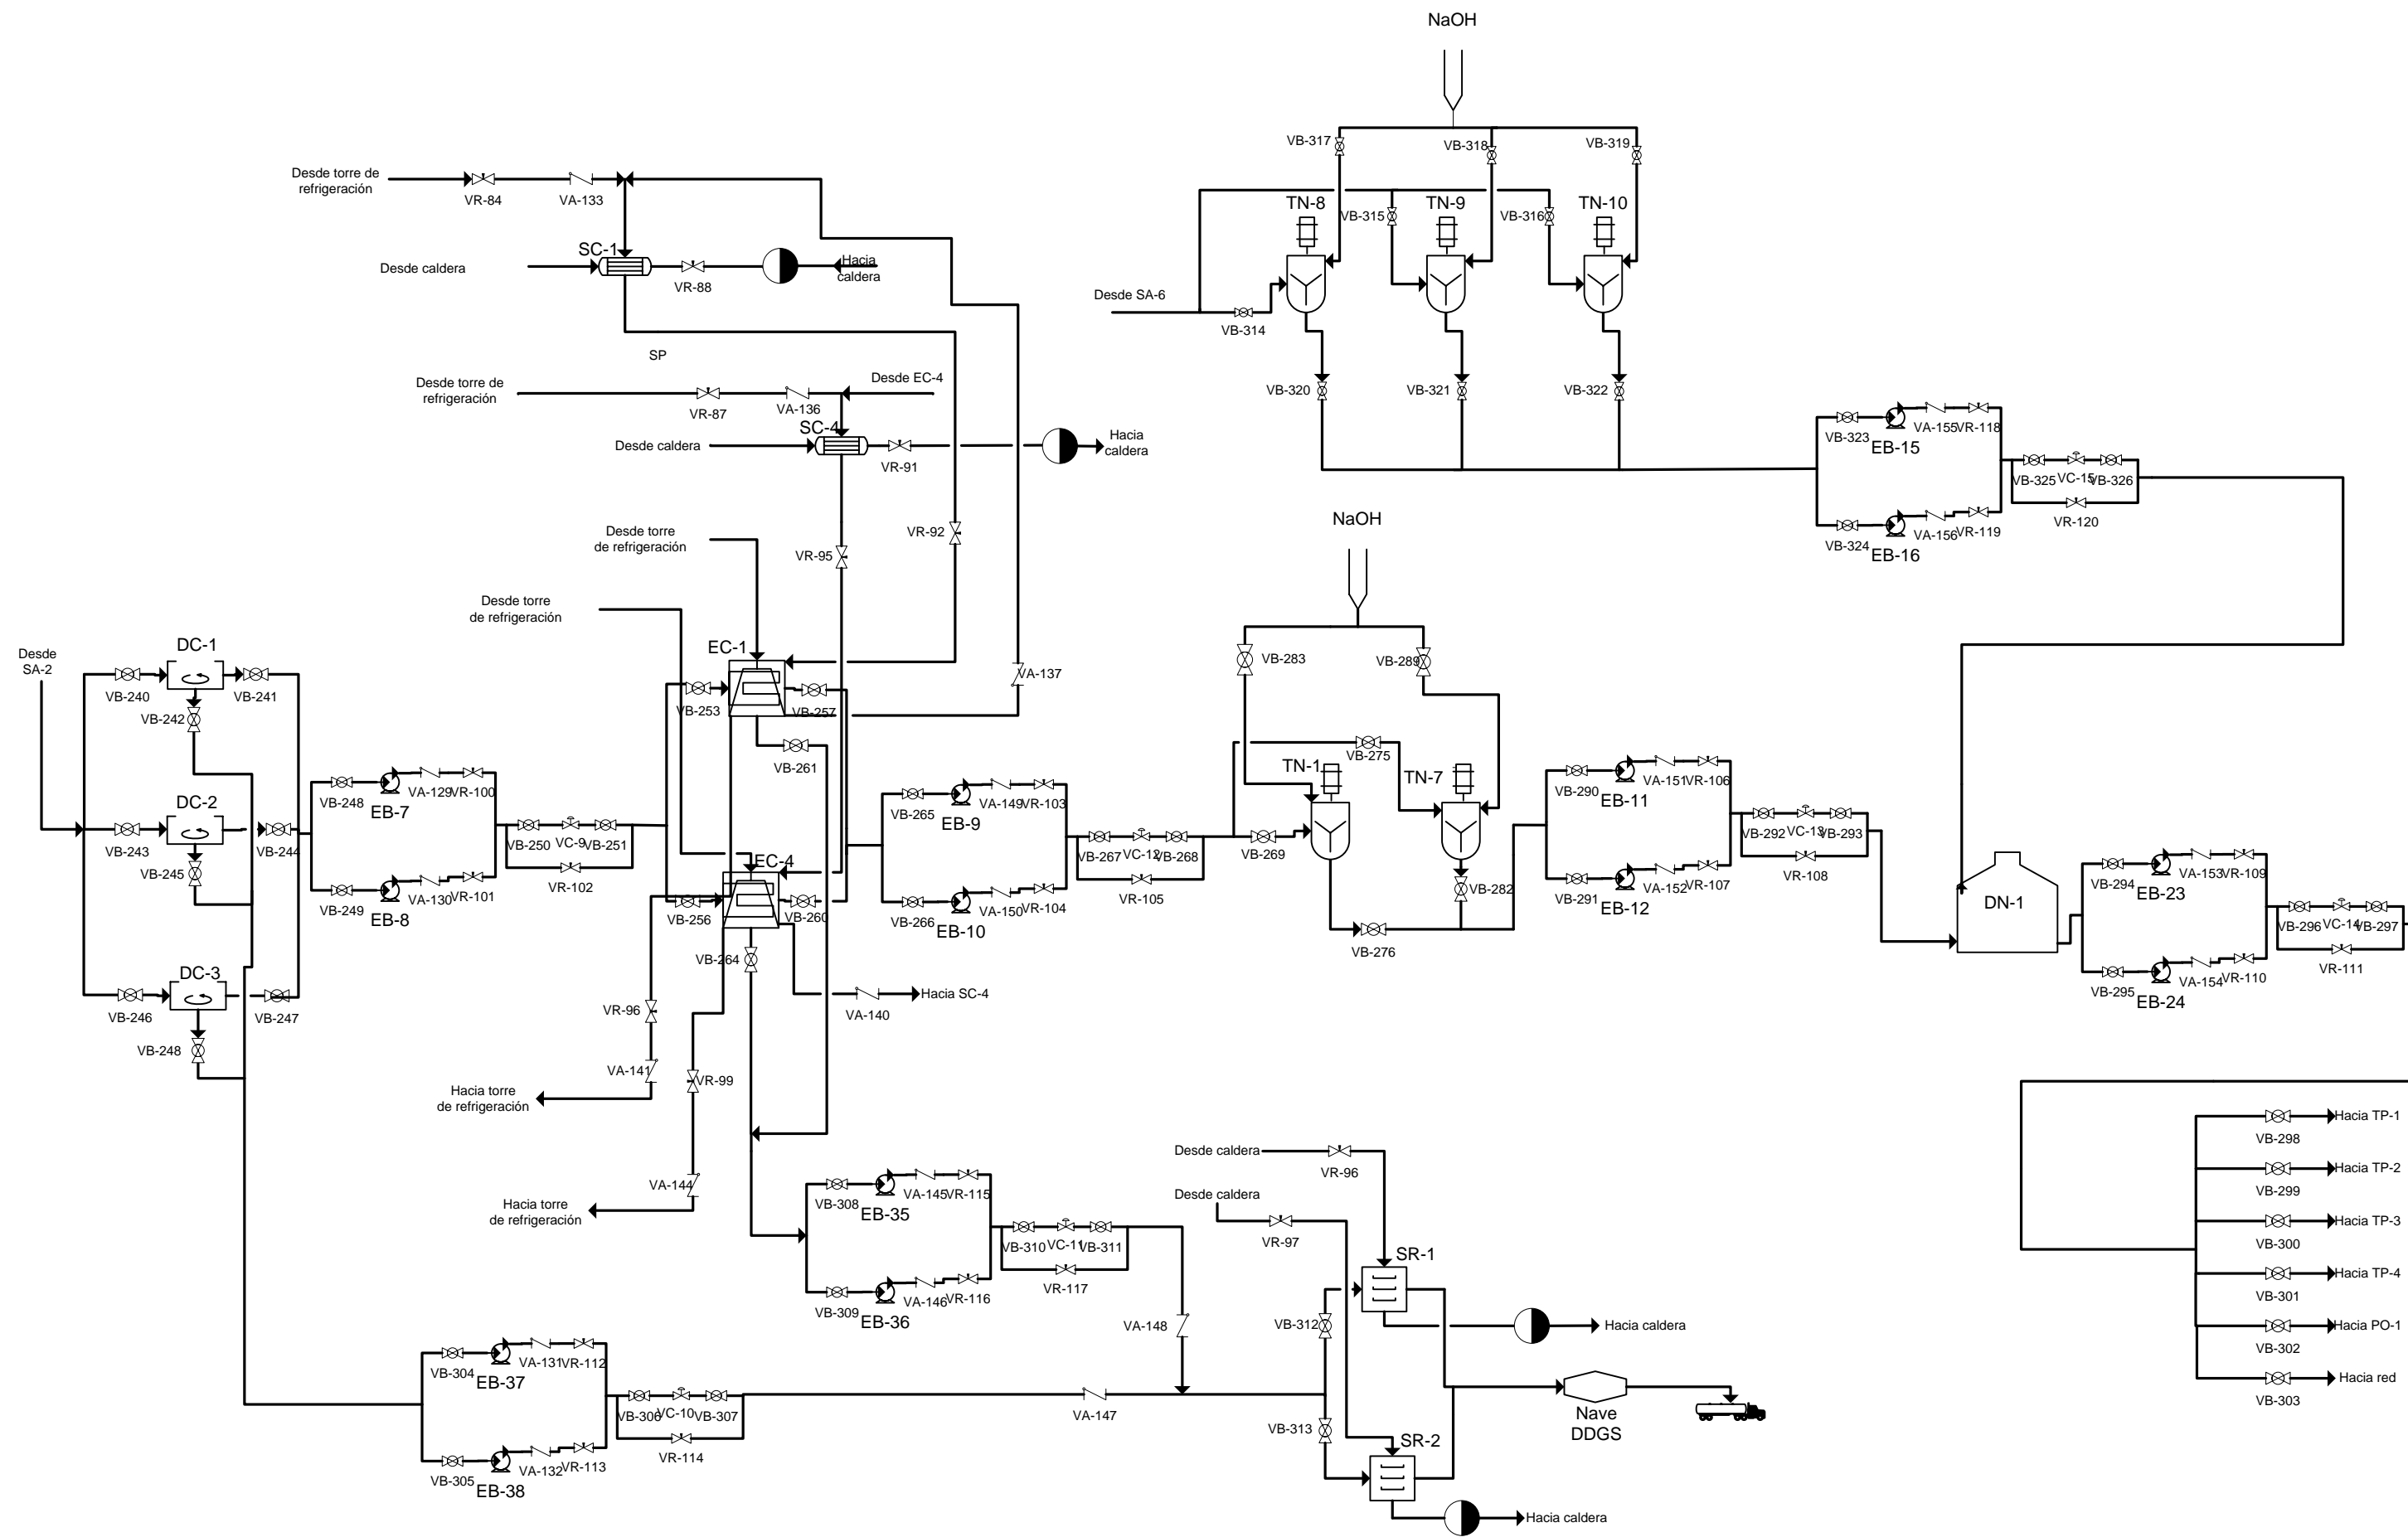 NaOH
VB-317
VB-318
VB-319
Desde torre de
refrigeración
VR-84
VA-133
TN-8
TN-9
TN-10
VB-315
VB-316
SC-1
Desde caldera
Hacia
caldera
VR-88
Desde SA-6
VB-314
SP
Desde torre de
refrigeración
Desde EC-4
VR-87
VA-136
VB-320
VB-321
VB-322
SC-4
Desde caldera
Hacia
caldera
VR-91
VB-323
EB-15
VA-155
VR-118
VB-325
VC-15
VB-326
VR-120
VB-324
EB-16
VA-156
VR-119
NaOH
Desde torre
de refrigeración
VR-92
VR-95
Desde torre
de refrigeración
Desde
SA-2
DC-1
VB-240
VB-241
VB-242
EC-1
VB-253
VB-257
VA-137
VB-261
VB-283
VB-289
VB-275
TN-1
TN-7
DC-2
VB-243
VB-244
VB-245
VB-248
EB-7
VA-129
VR-100
VB-250
VC-9
VB-251
VR-102
VB-249
EB-8
VA-130
VR-101
VB-265
EB-9
VA-149
VR-103
VB-267
VC-12
VB-268
VR-105
VB-266
EB-10
VA-150
VR-104
VB-269
VB-282
VB-276
VB-290
EB-11
VA-151
VR-106
VB-292
VC-13
VB-293
VR-108
VB-291
EB-12
VA-152
VR-107
EC-4
VB-256
VB-260
VB-264
DN-1
VB-294
EB-23
VA-153
VR-109
VB-296
VC-14
VB-297
VR-111
VB-295
EB-24
VA-154
VR-110
DC-3
VB-246
VB-247
VB-248
VR-96
VA-140
Hacia SC-4
VA-141
VR-99
Hacia torre
de refrigeración
VA-144
Hacia torre
de refrigeración
Hacia TP-1
VB-298
Hacia TP-2
VB-299
Hacia TP-3
VB-300
Hacia TP-4
VB-301
Hacia PO-1
VB-302
Hacia red
VB-303
Desde caldera
VR-96
Desde caldera
VR-97
VB-308
EB-35
VA-145
VR-115
VB-310
VC-11
VB-311
VR-117
VB-309
EB-36
VA-146
VR-116
VA-148
SR-1
VB-312
Hacia caldera
VB-304
EB-37
VA-131
VR-112
VB-306
VC-10
VB-307
VR-114
VB-305
EB-38
VA-132
VR-113
VA-147
VB-313
SR-2
Nave
DDGS
Hacia caldera